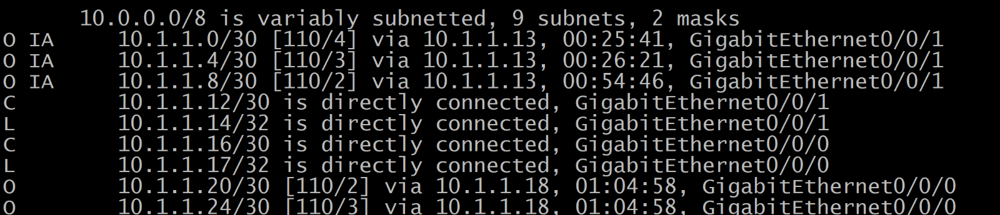 10.0.0.0/8 is variably subnetted, 9 subnets, 2 masks
O IA     10.1.1.0/30 [110/4] via 10.1.1.13, 00:25:41, GigabitEthernet0/0/1
O IA     10.1.1.4/30 [110/3] via 10.1.1.13, 00:26:21, GigabitEthernet0/0/1
O IA     10.1.1.8/30 [110/2] via 10.1.1.13, 00:54:46, GigabitEthernet0/0/1
C        10.1.1.12/30 is directly connected, GigabitEthernet0/0/1
L        10.1.1.14/32 is directly connected, GigabitEthernet0/0/1
C        10.1.1.16/30 is directly connected, GigabitEthernet0/0/0
L        10.1.1.17/32 is directly connected, GigabitEthernet0/0/0
O        10.1.1.20/30 [110/2] via 10.1.1.18, 01:04:58, GigabitEthernet0/0/0
O        10.1.1.24/30 [110/3] via 10.1.1.18, 01:04:58, GigabitEthernet0/0/0